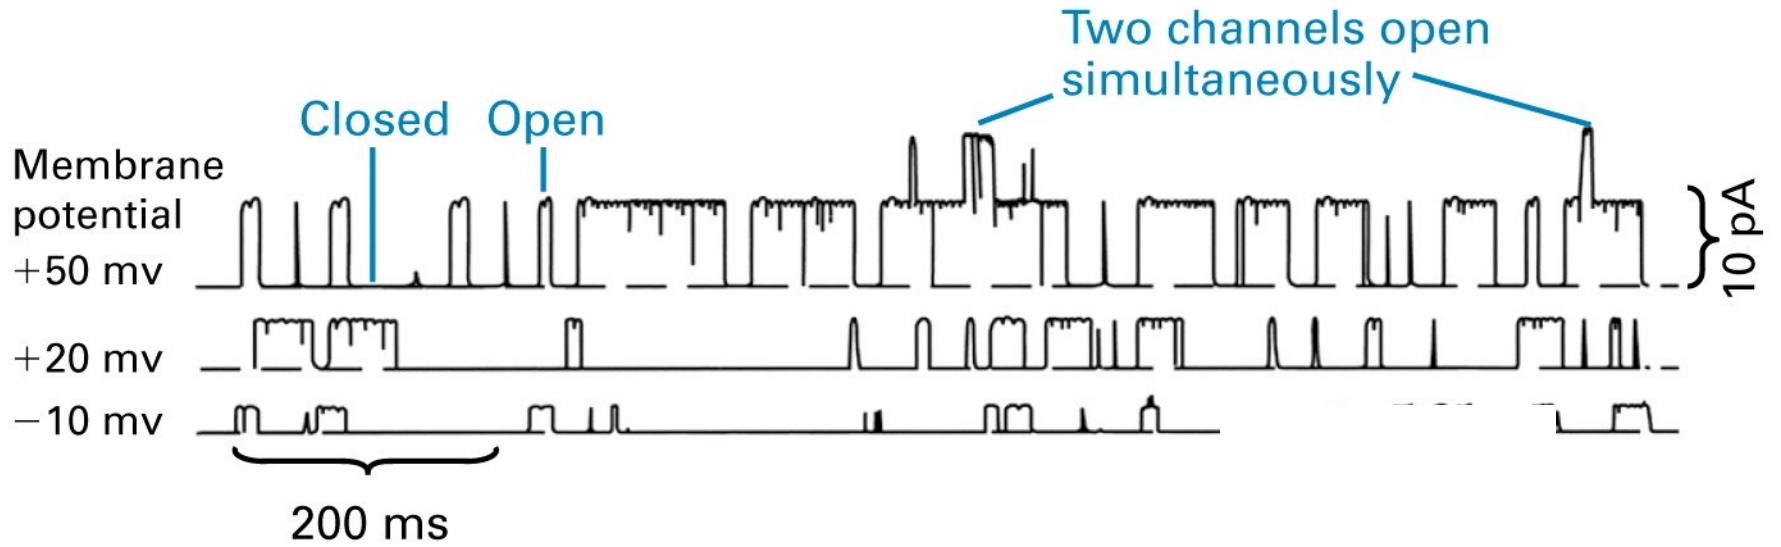 Two channels open
simultaneously
Closed
Open
Membrane
potential
+50 mv
10 pA
+20 mv
−10 mv
200 ms